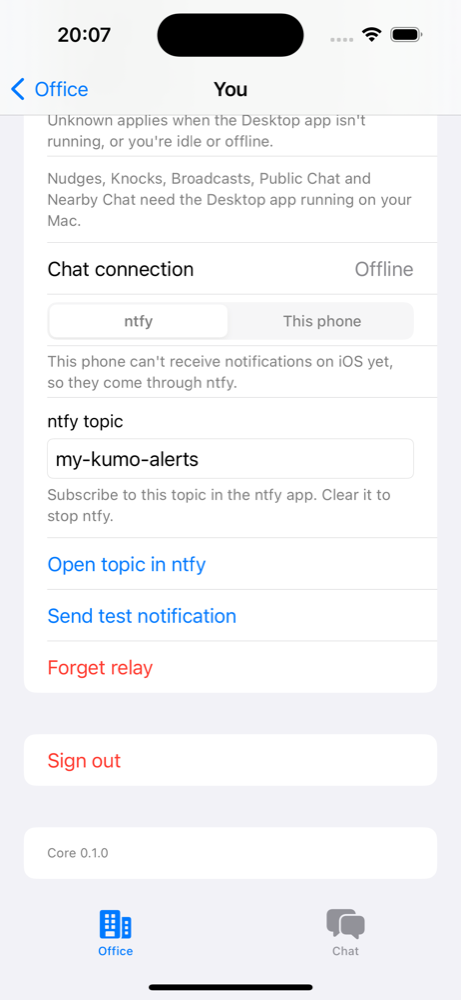 20:07
Office
You
Unknown applies when the Desktop app isn't
running, or you're idle or offline.
Nudges, Knocks, Broadcasts, Public Chat and
Nearby Chat need the Desktop app running on your
Mac.
Chat connection
Offline
ntfy
This phone
This phone can't receive notifications on iOS yet,
so they come through ntfy.
ntfy topic
my-kumo-alerts
Subscribe to this topic in the ntfy app. Clear it to
stop ntfy.
Open topic in ntfy
Send test notification
Forget relay
Sign out
Core 0.1.0
Office
Chat